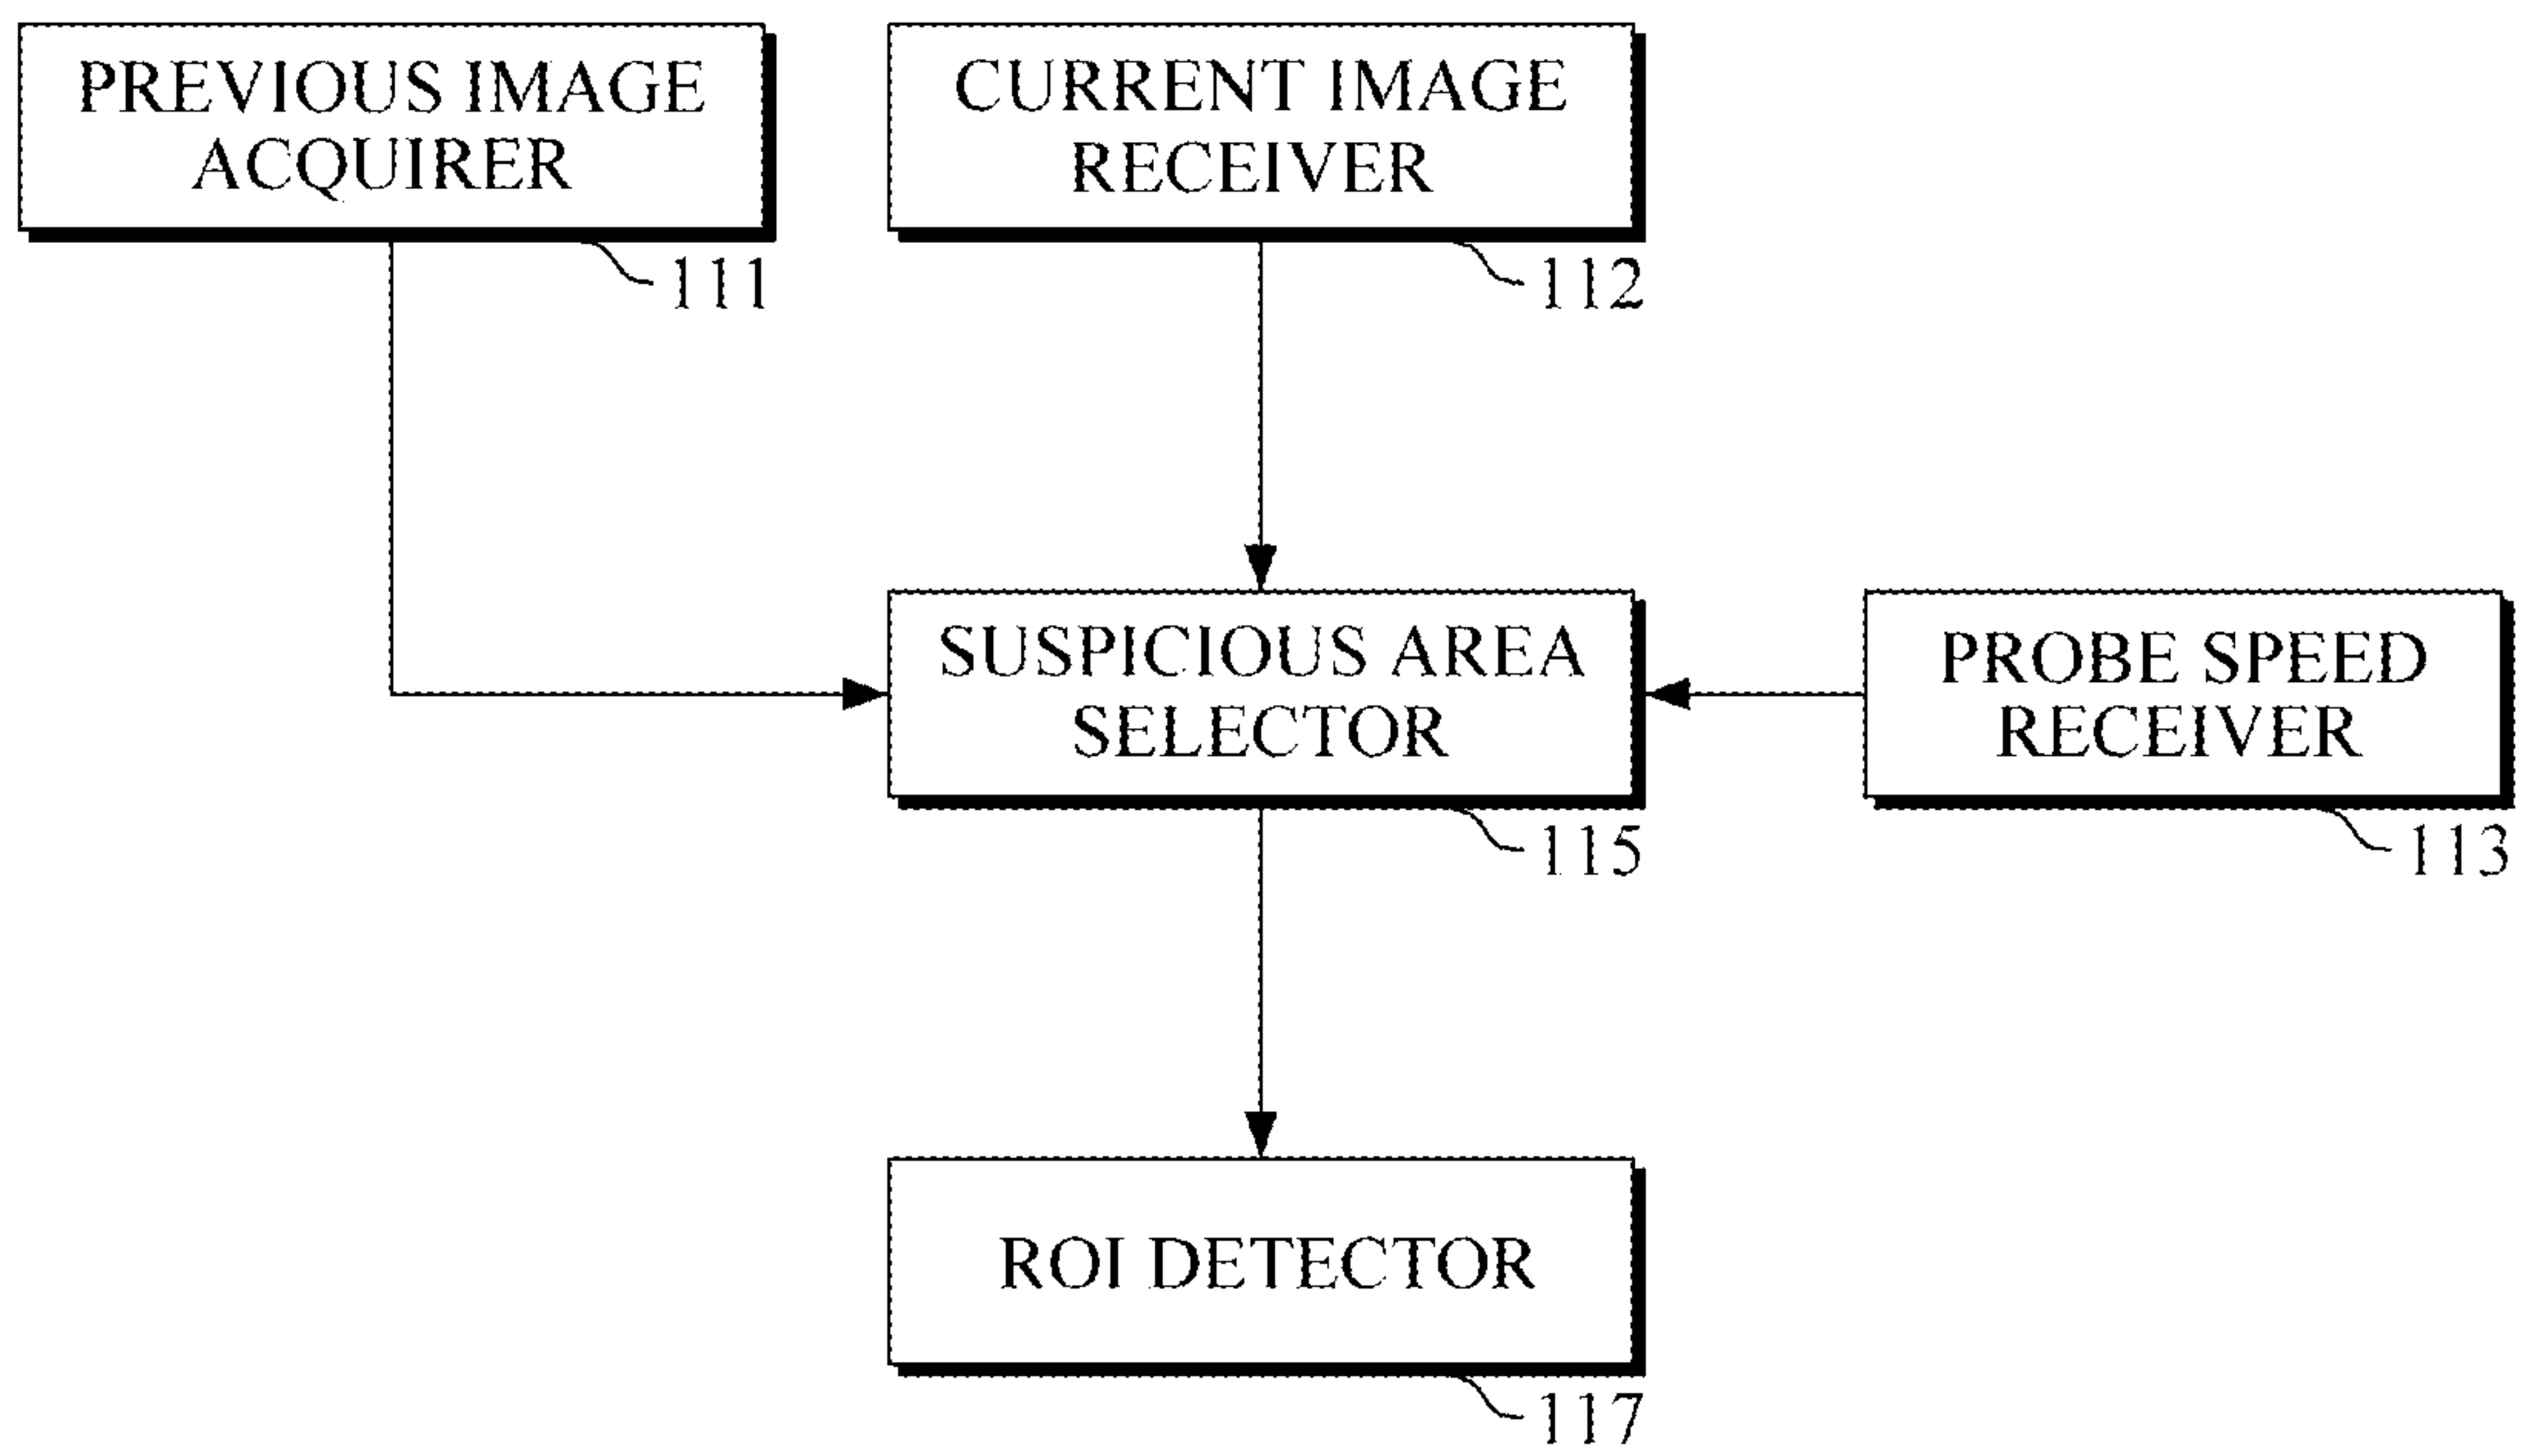 PREVIOUS IMAGE
ACQUIRER
111
CURRENT IMAGE
RECEIVER
112
SUSPICIOUS AREA
SELECTOR
115
PROBE SPEED
RECEIVER
113
ROI DETECTOR
117